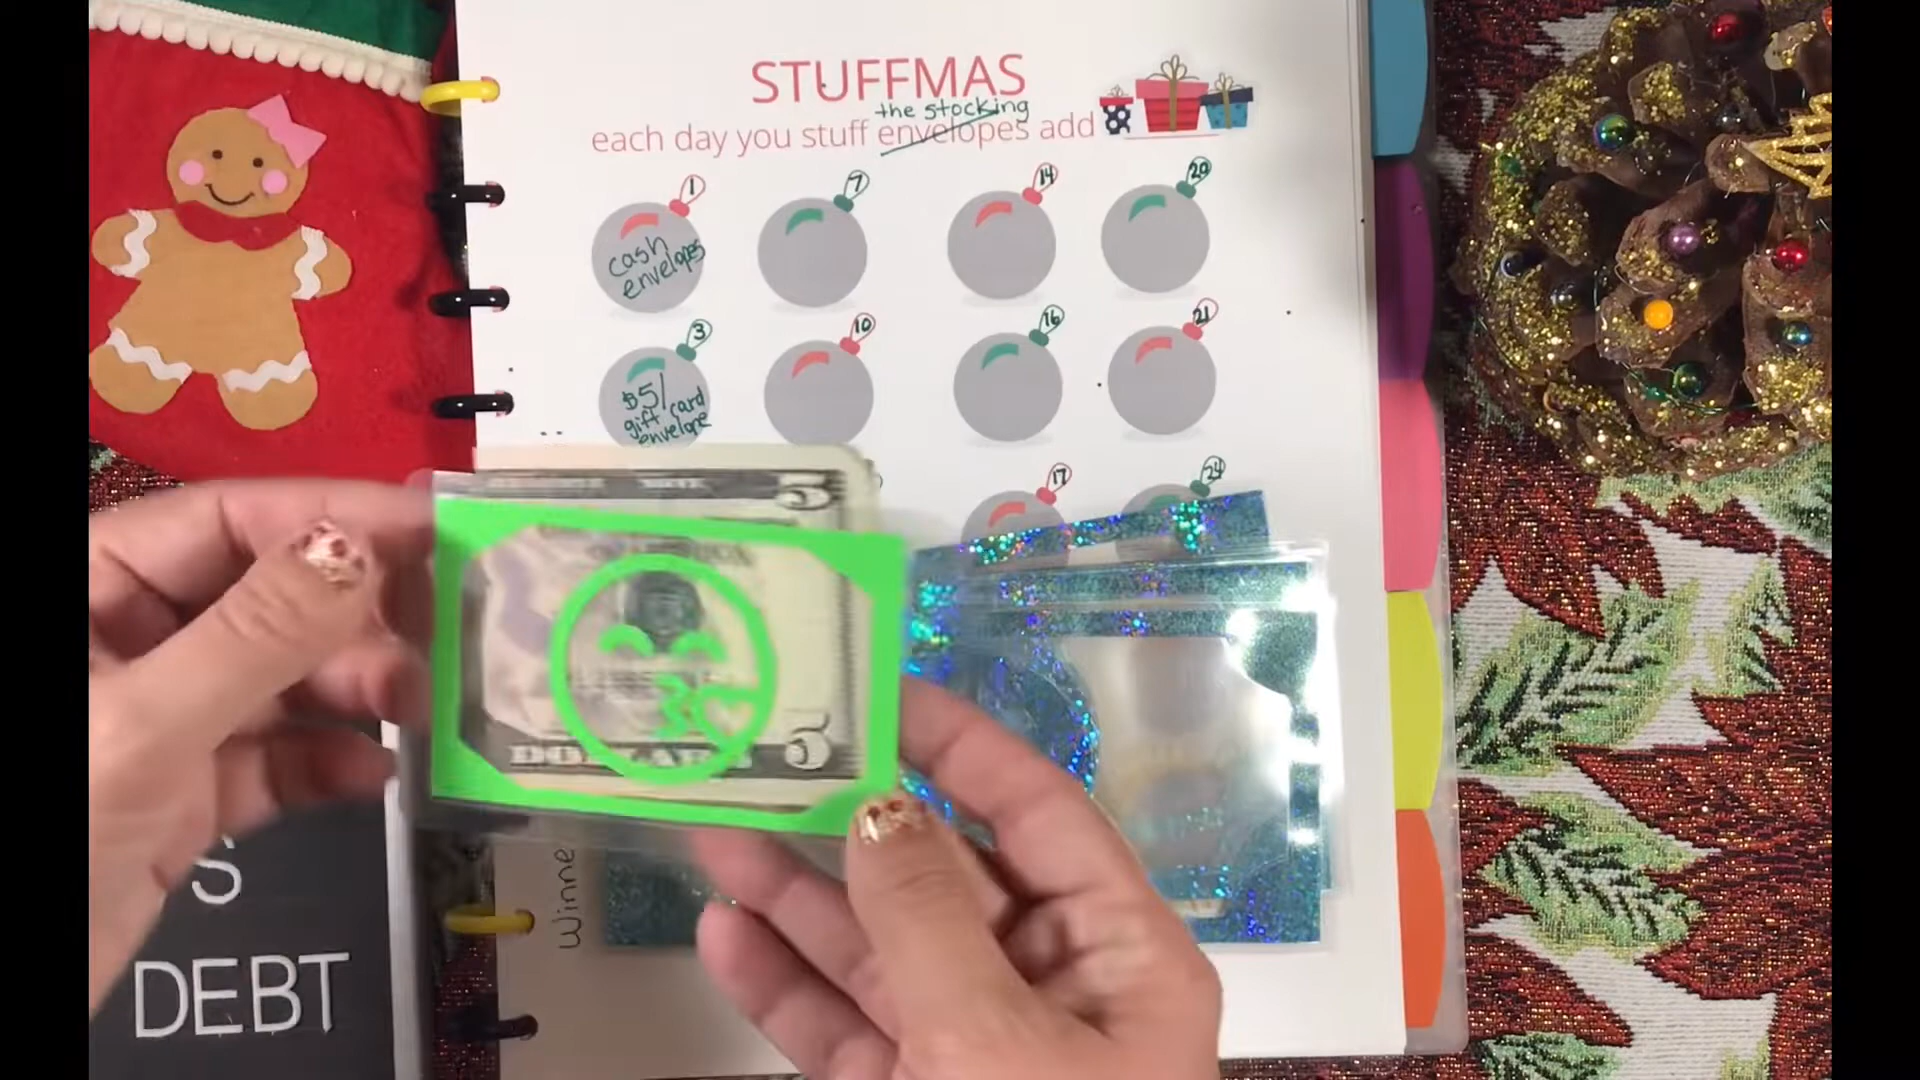 STUFFMAS
the stocking
each day you stuff envelopes add
1
7
14
20
cash
envelopes
3
10
16
21
$5/
gift card
envelope
17
24
5
DOLLARS
5
Winne
S
DEBT